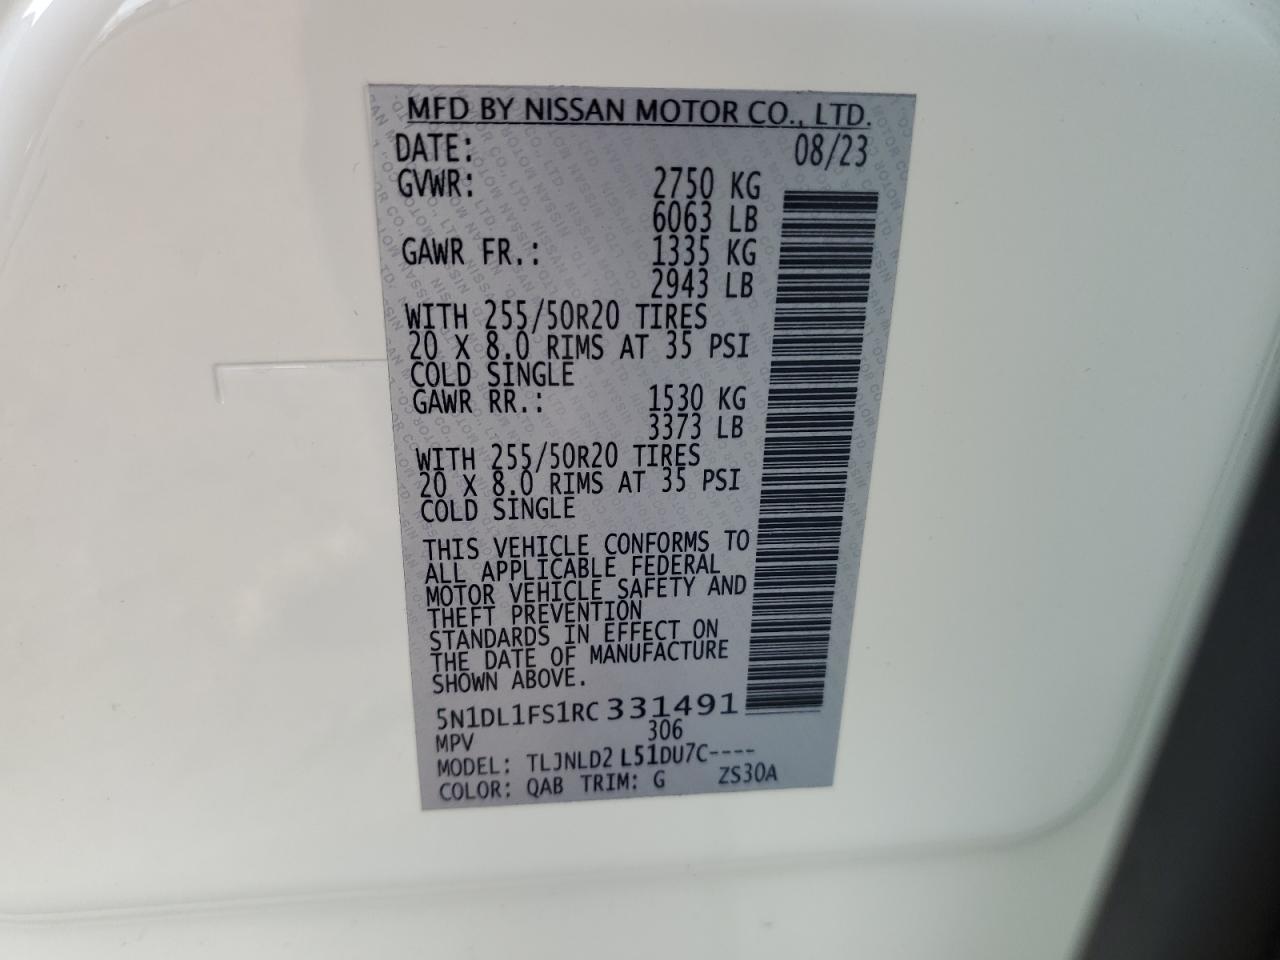 MFD BY NISSAN MOTOR CO., LTD.
DATE: 08/23
GVWR: 2750 KG
6063 LB
GAWR FR.: 1335 KG
2943 LB
WITH 255/50R20 TIRES
20 X 8.0 RIMS AT 35 PSI
COLD SINGLE
GAWR RR.: 1530 KG
3373 LB
WITH 255/50R20 TIRES
20 X 8.0 RIMS AT 35 PSI
COLD SINGLE
THIS VEHICLE CONFORMS TO
ALL APPLICABLE FEDERAL
MOTOR VEHICLE SAFETY AND
THEFT PREVENTION
STANDARDS IN EFFECT ON
THE DATE OF MANUFACTURE
SHOWN ABOVE.
5N1DL1FS1RC331491
MPV 306
MODEL: TLJNLD2 L51DU7C----
COLOR: QAB TRIM: G ZS30A